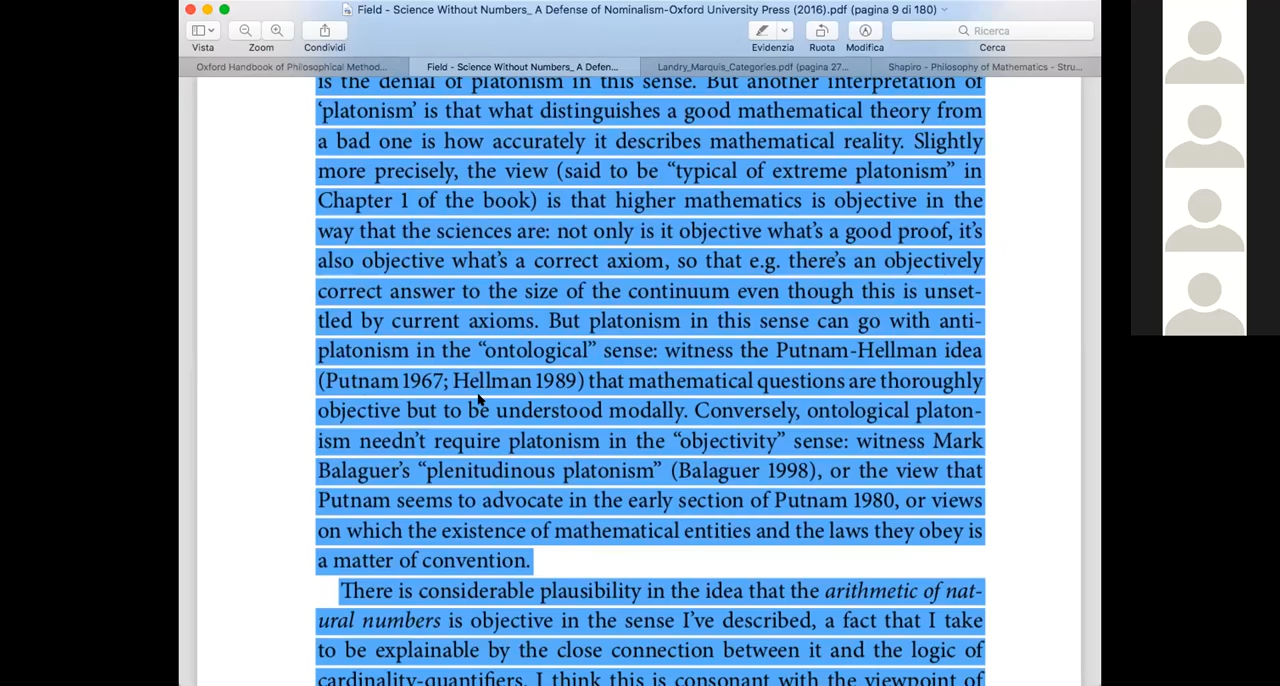 Field - Science Without Numbers_ A Defense of Nominalism-Oxford University Press (2016).pdf (pagina 9 di 180)
Vista
Zoom
Condividi
Evidenzia
Ruota
Modifica
Ricerca
Cerca
Oxford Handbook of Philosophical Method...
Field - Science Without Numbers_ A Defen...
Landry_Marquis_Categories.pdf (pagina 27...
Shapiro - Philosophy of Mathematics - Stru...
is the denial of platonism in this sense. But another interpretation of
‘platonism’ is that what distinguishes a good mathematical theory from
a bad one is how accurately it describes mathematical reality. Slightly
more precisely, the view (said to be “typical of extreme platonism” in
Chapter 1 of the book) is that higher mathematics is objective in the
way that the sciences are: not only is it objective what’s a good proof, it’s
also objective what’s a correct axiom, so that e.g. there’s an objectively
correct answer to the size of the continuum even though this is unset-
tled by current axioms. But platonism in this sense can go with anti-
platonism in the “ontological” sense: witness the Putnam-Hellman idea
(Putnam 1967; Hellman 1989) that mathematical questions are thoroughly
objective but to be understood modally. Conversely, ontological platon-
ism needn’t require platonism in the “objectivity” sense: witness Mark
Balaguer’s “plenitudinous platonism” (Balaguer 1998), or the view that
Putnam seems to advocate in the early section of Putnam 1980, or views
on which the existence of mathematical entities and the laws they obey is
a matter of convention.
There is considerable plausibility in the idea that the arithmetic of nat-
ural numbers is objective in the sense I’ve described, a fact that I take
to be explainable by the close connection between it and the logic of
cardinality-quantifiers. I think this is consonant with the viewpoint of